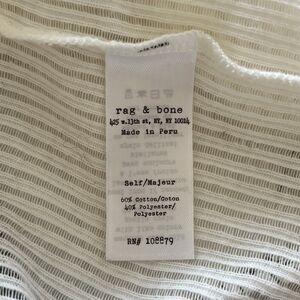 rag & bone
425 w.13th st, NY, NY 10014
Made in Peru
Self/Majeur
60% Cotton/Coton
40% Polyester/
Polyester
RN# 108879